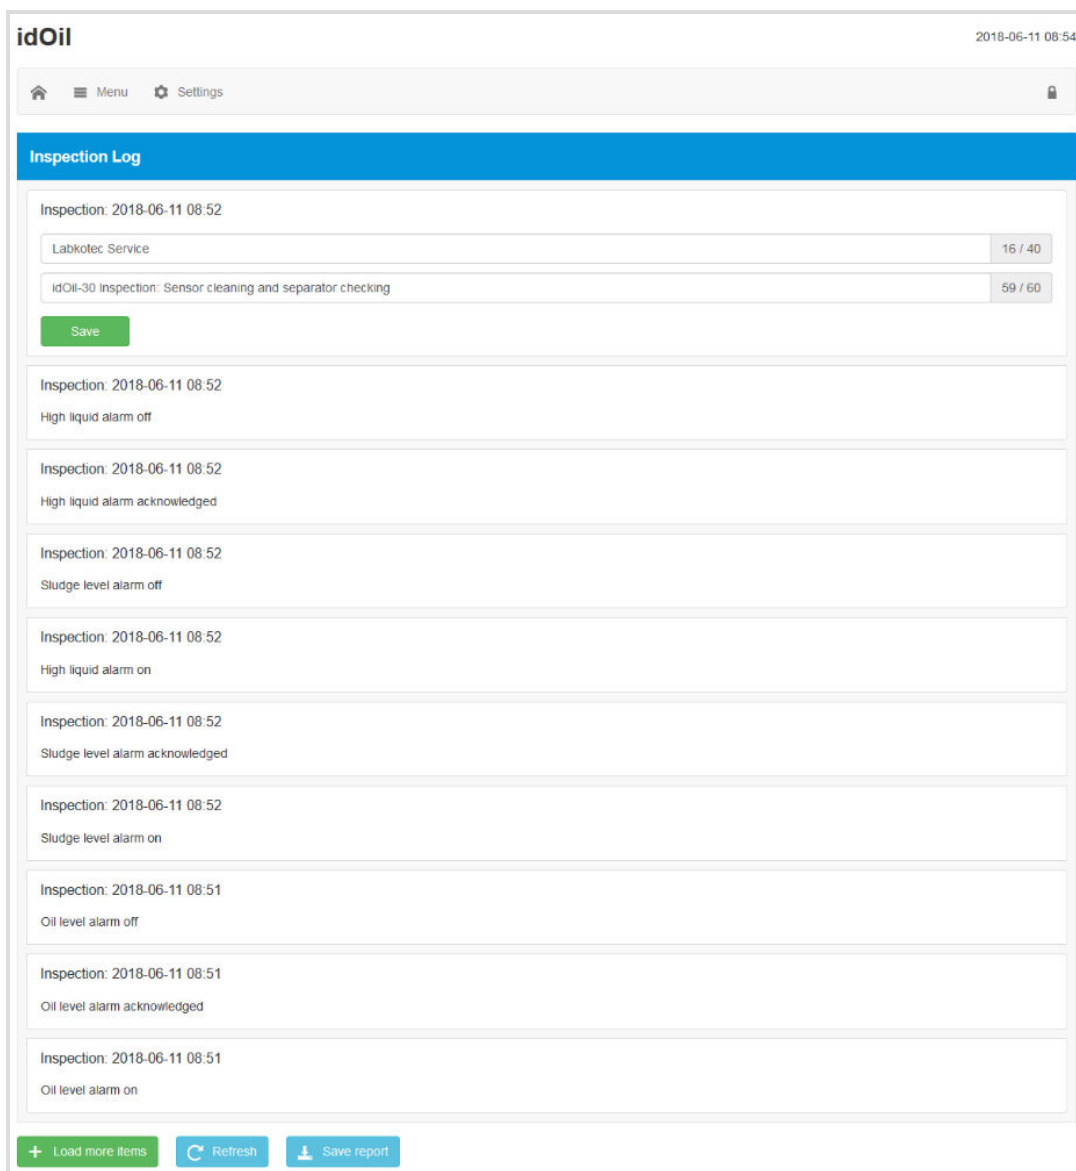 idOil
2018-06-11 08:54
Menu Settings
Inspection Log
Inspection: 2018-06-11 08:52
Labkotec Service 16 / 40
idOil-30 Inspection: Sensor cleaning and separator checking 59 / 60
Save
Inspection: 2018-06-11 08:52
High liquid alarm off
Inspection: 2018-06-11 08:52
High liquid alarm acknowledged
Inspection: 2018-06-11 08:52
Sludge level alarm off
Inspection: 2018-06-11 08:52
High liquid alarm on
Inspection: 2018-06-11 08:52
Sludge level alarm acknowledged
Inspection: 2018-06-11 08:52
Sludge level alarm on
Inspection: 2018-06-11 08:51
Oil level alarm off
Inspection: 2018-06-11 08:51
Oil level alarm acknowledged
Inspection: 2018-06-11 08:51
Oil level alarm on
Load more items Refresh Save report